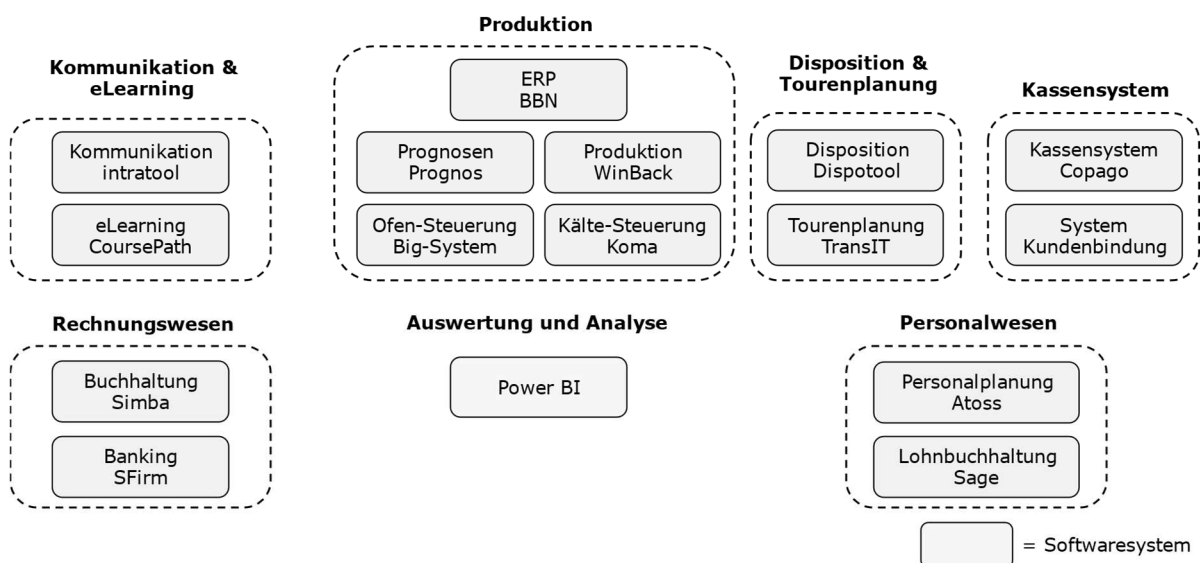 Kommunikation &
eLearning
Kommunikation
intratool
eLearning
CoursePath
Produktion
ERP
BBN
Prognosen
Prognos
Produktion
WinBack
Ofen-Steuerung
Big-System
Kälte-Steuerung
Koma
Disposition &
Tourenplanung
Disposition
Dispotool
Tourenplanung
TransIT
Kassensystem
Kassensystem
Copago
System
Kundenbindung
Rechnungswesen
Buchhaltung
Simba
Banking
SFirm
Auswertung und Analyse
Power BI
Personalwesen
Personalplanung
Atoss
Lohnbuchhaltung
Sage
= Softwaresystem